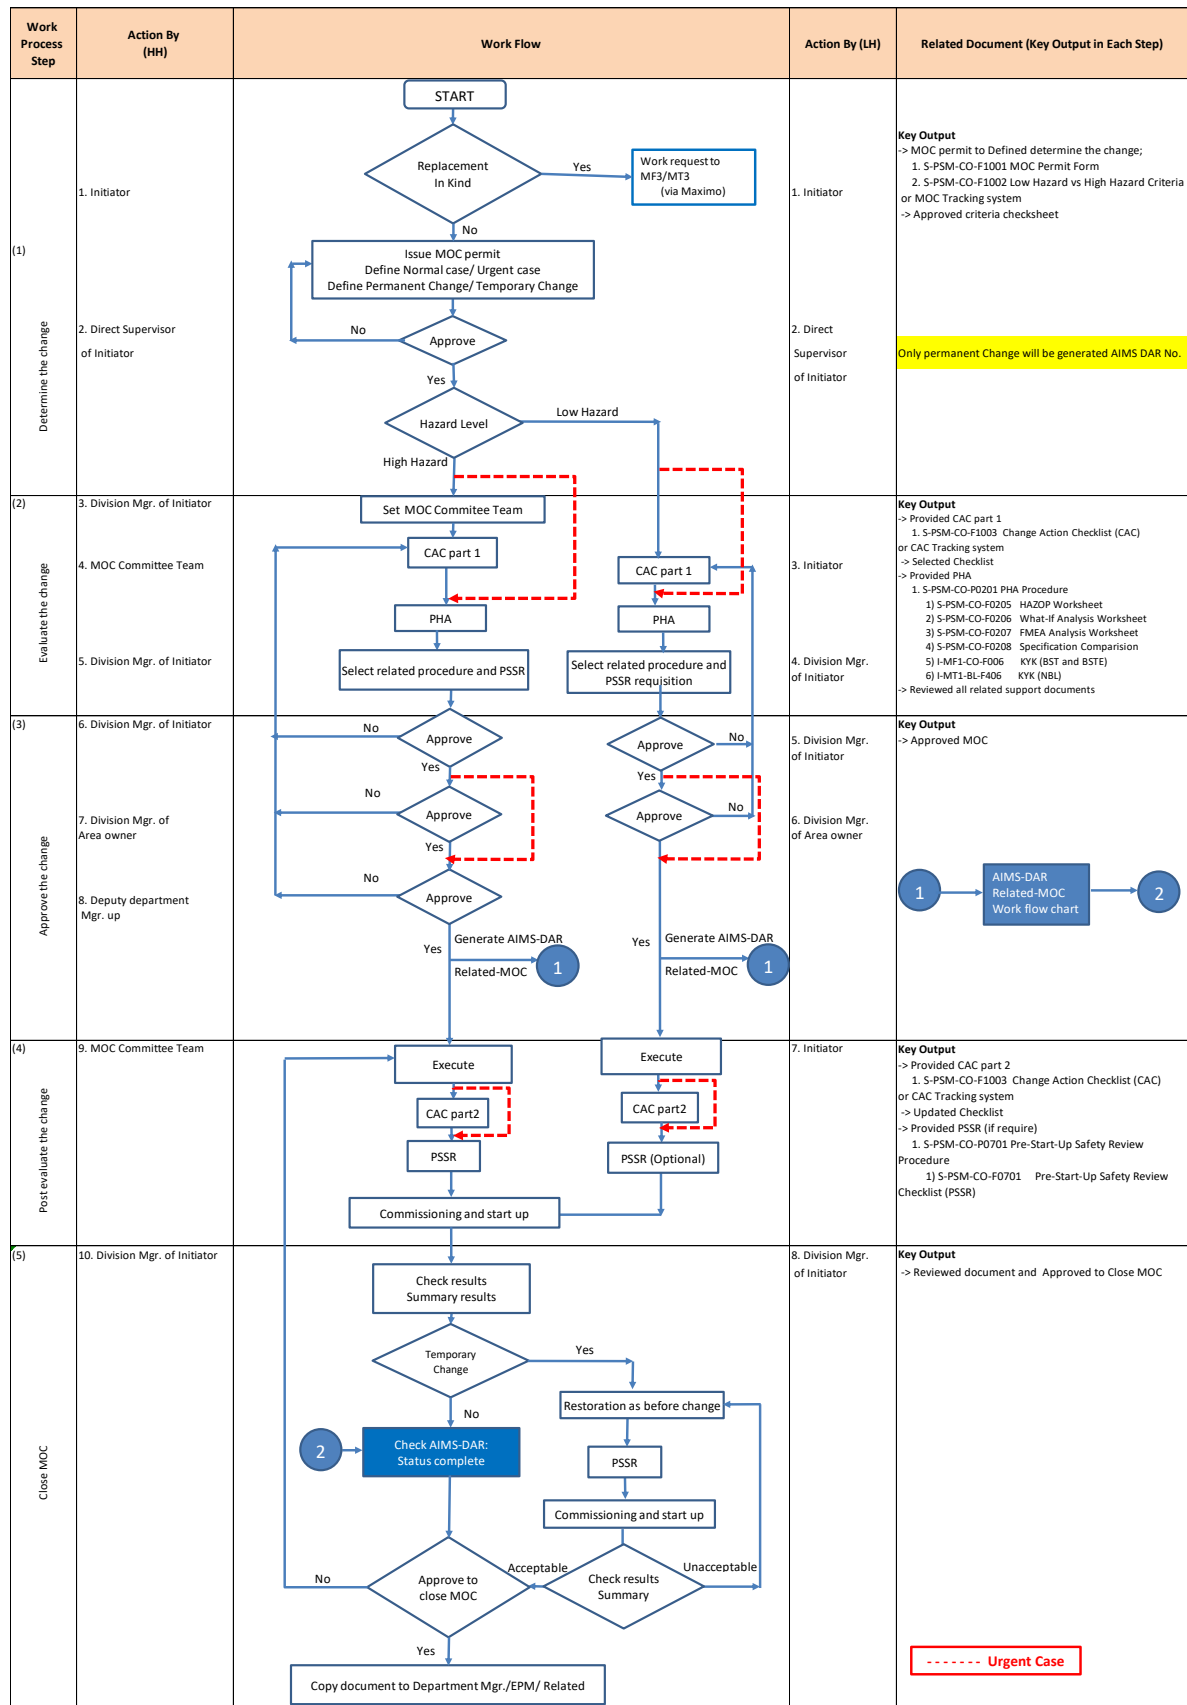 Work
Process
Step
Action By
(HH)
Work Flow
Action By (LH)
Related Document (Key Output in Each Step)
(1)
Determine the change
1. Initiator
2. Direct Supervisor
of Initiator
START
Replacement
In Kind
Yes
Work request to
MF3/MT3
(via Maximo)
No
Issue MOC permit
Define Normal case/ Urgent case
Define Permanent Change/ Temporary Change
No
Approve
Yes
Hazard Level
Low Hazard
High Hazard
1. Initiator
2. Direct
Supervisor
of Initiator
Key Output
-> MOC permit to Defined determine the change;
1. S-PSM-CO-F1001 MOC Permit Form
2. S-PSM-CO-F1002 Low Hazard vs High Hazard Criteria
or MOC Tracking system
-> Approved criteria checksheet
Only permanent Change will be generated AIMS DAR No.
(2)
Evaluate the change
3. Division Mgr. of Initiator
4. MOC Committee Team
5. Division Mgr. of Initiator
Set MOC Commitee Team
CAC part 1
PHA
Select related procedure and PSSR
CAC part 1
PHA
Select related procedure and
PSSR requisition
3. Initiator
4. Division Mgr.
of Initiator
Key Output
-> Provided CAC part 1
1. S-PSM-CO-F1003 Change Action Checklist (CAC)
or CAC Tracking system
-> Selected Checklist
-> Provided PHA
1. S-PSM-CO-P0201 PHA Procedure
1) S-PSM-CO-F0205 HAZOP Worksheet
2) S-PSM-CO-F0206 What-If Analysis Worksheet
3) S-PSM-CO-F0207 FMEA Analysis Worksheet
4) S-PSM-CO-F0208 Specification Comparision
5) I-MF1-CO-F006 KYK (BST and BSTE)
6) I-MT1-BL-F406 KYK (NBL)
-> Reviewed all related support documents
(3)
Approve the change
6. Division Mgr. of Initiator
7. Division Mgr. of
Area owner
8. Deputy department
Mgr. up
No
Approve
Yes
No
Approve
Yes
No
Approve
Yes
Generate AIMS-DAR
Related-MOC
1
Approve
No
Yes
Approve
No
Yes
Generate AIMS-DAR
Related-MOC
1
5. Division Mgr.
of Initiator
6. Division Mgr.
of Area owner
Key Output
-> Approved MOC
1
AIMS-DAR
Related-MOC
Work flow chart
2
(4)
Post evaluate the change
9. MOC Committee Team
Execute
CAC part2
PSSR
Commissioning and start up
Execute
CAC part2
PSSR (Optional)
7. Initiator
Key Output
-> Provided CAC part 2
1. S-PSM-CO-F1003 Change Action Checklist (CAC)
or CAC Tracking system
-> Updated Checklist
-> Provided PSSR (if require)
1. S-PSM-CO-P0701 Pre-Start-Up Safety Review
Procedure
1) S-PSM-CO-F0701 Pre-Start-Up Safety Review
Checklist (PSSR)
(5)
Close MOC
10. Division Mgr. of Initiator
Check results
Summary results
Temporary
Change
Yes
No
Restoration as before change
2
Check AIMS-DAR:
Status complete
PSSR
Commissioning and start up
Acceptable
Unacceptable
No
Approve to
close MOC
Check results
Summary
Yes
Copy document to Department Mgr./EPM/ Related
8. Division Mgr.
of Initiator
Key Output
-> Reviewed document and Approved to Close MOC
------- Urgent Case